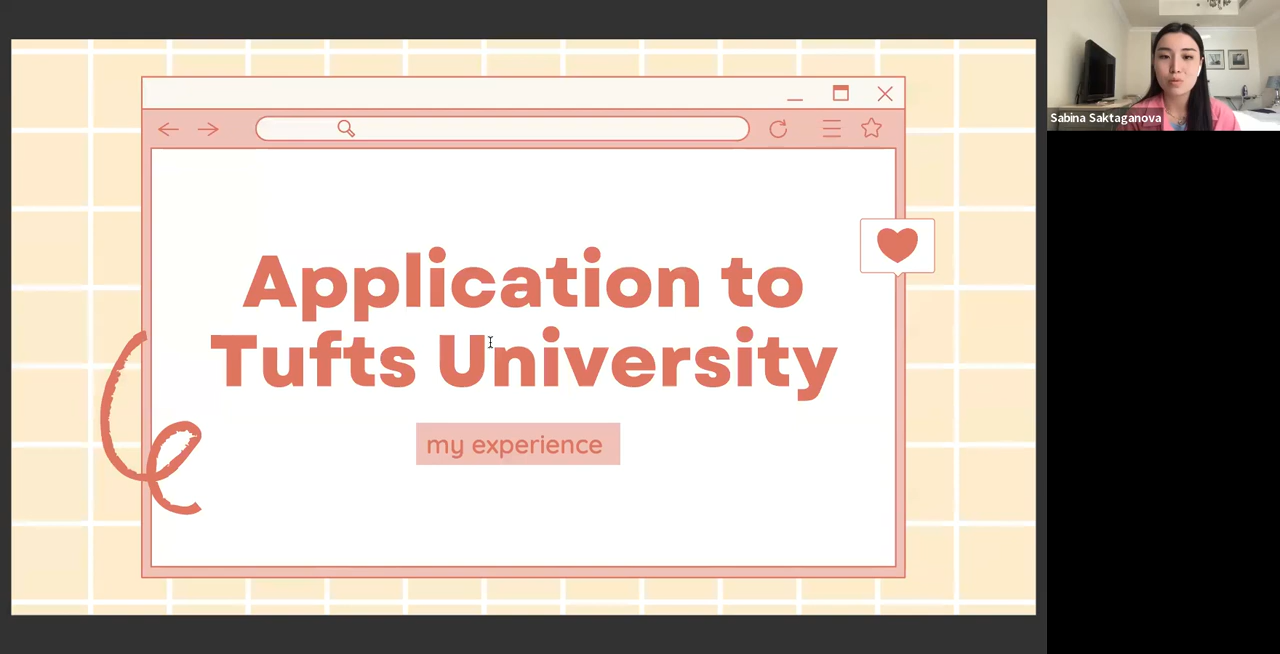 Application to
Tufts University
my experience
Sabina Saktaganova